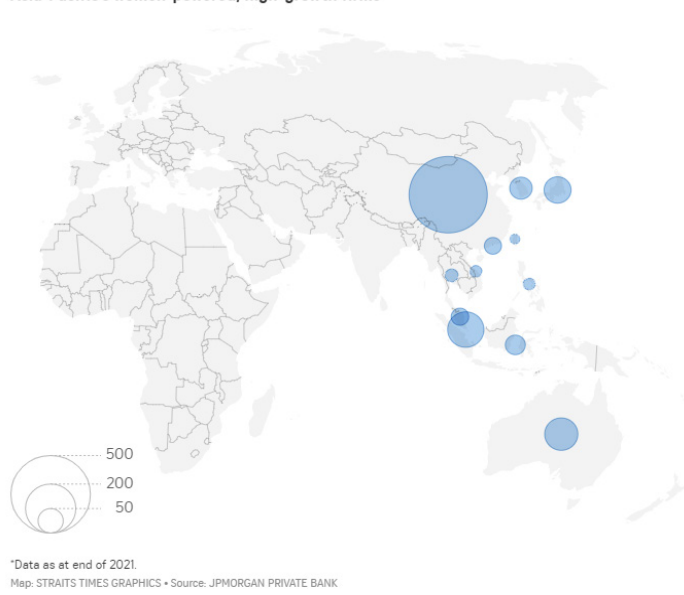 500
200
50
*Data as at end of 2021.
Map: STRAITS TIMES GRAPHICS • Source: JPMORGAN PRIVATE BANK